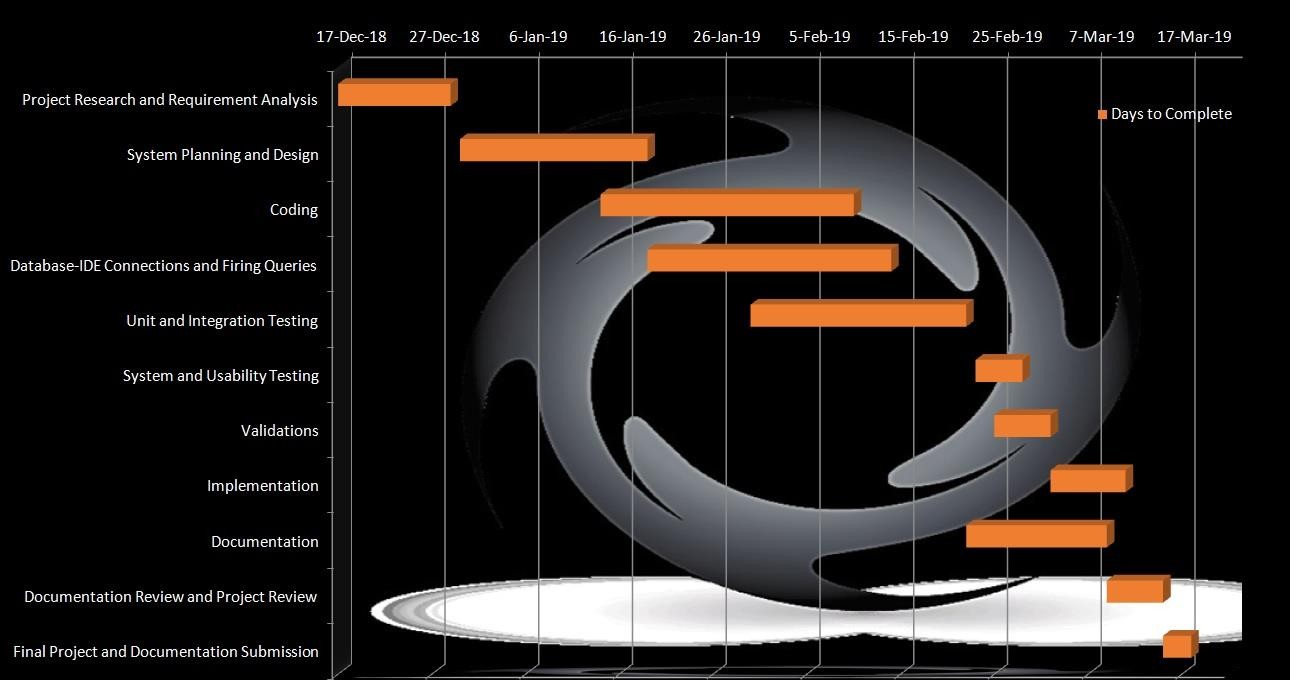 17-Dec-18 27-Dec-18 6-Jan-19 16-Jan-19 26-Jan-19 5-Feb-19 15-Feb-19 25-Feb-19 7-Mar-19 17-Mar-19
Project Research and Requirement Analysis
Days to Complete
System Planning and Design
Coding
Database-IDE Connections and Firing Queries
Unit and Integration Testing
System and Usability Testing
Validations
Implementation
Documentation
Documentation Review and Project Review
Final Project and Documentation Submission